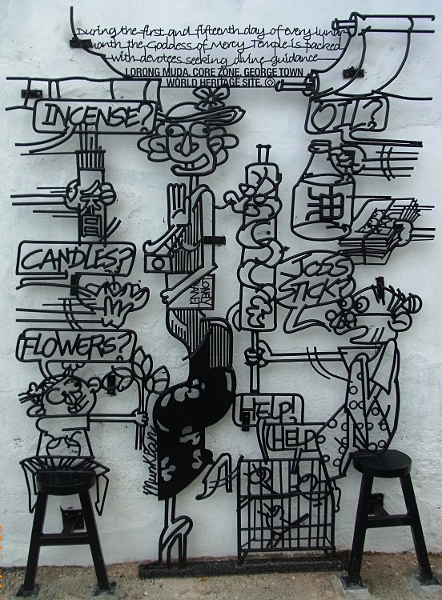 During the first and fifteenth day of every lunar
month the Goddess of Mercy Temple is packed
with devotees seeking divine guidance
LORONG MUDA, CORE ZONE, GEORGE TOWN
WORLD HERITAGE SITE.
INCENSE?
OIL?
香
油
CANDLES?
JOSS
STICK?
FLOWERS?
HELP!
HELP!